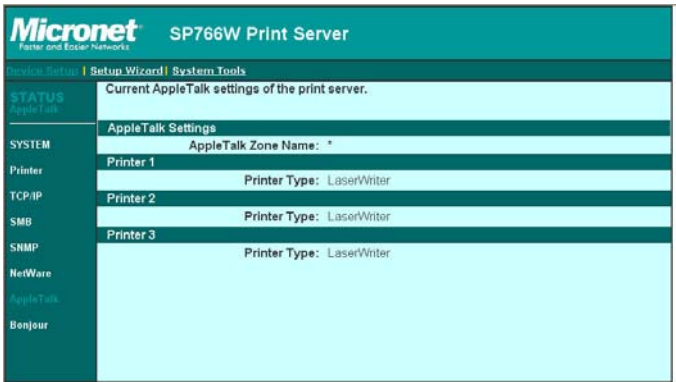 Micronet
Faster and Easier Networks
SP766W Print Server
Device Setup | Setup Wizard | System Tools
STATUS
AppleTalk
Current AppleTalk settings of the print server.
AppleTalk Settings
AppleTalk Zone Name: *
Printer 1
Printer Type: LaserWriter
Printer 2
Printer Type: LaserWriter
Printer 3
Printer Type: LaserWriter
SYSTEM
Printer
TCP/IP
SMB
SNMP
NetWare
AppleTalk
Bonjour